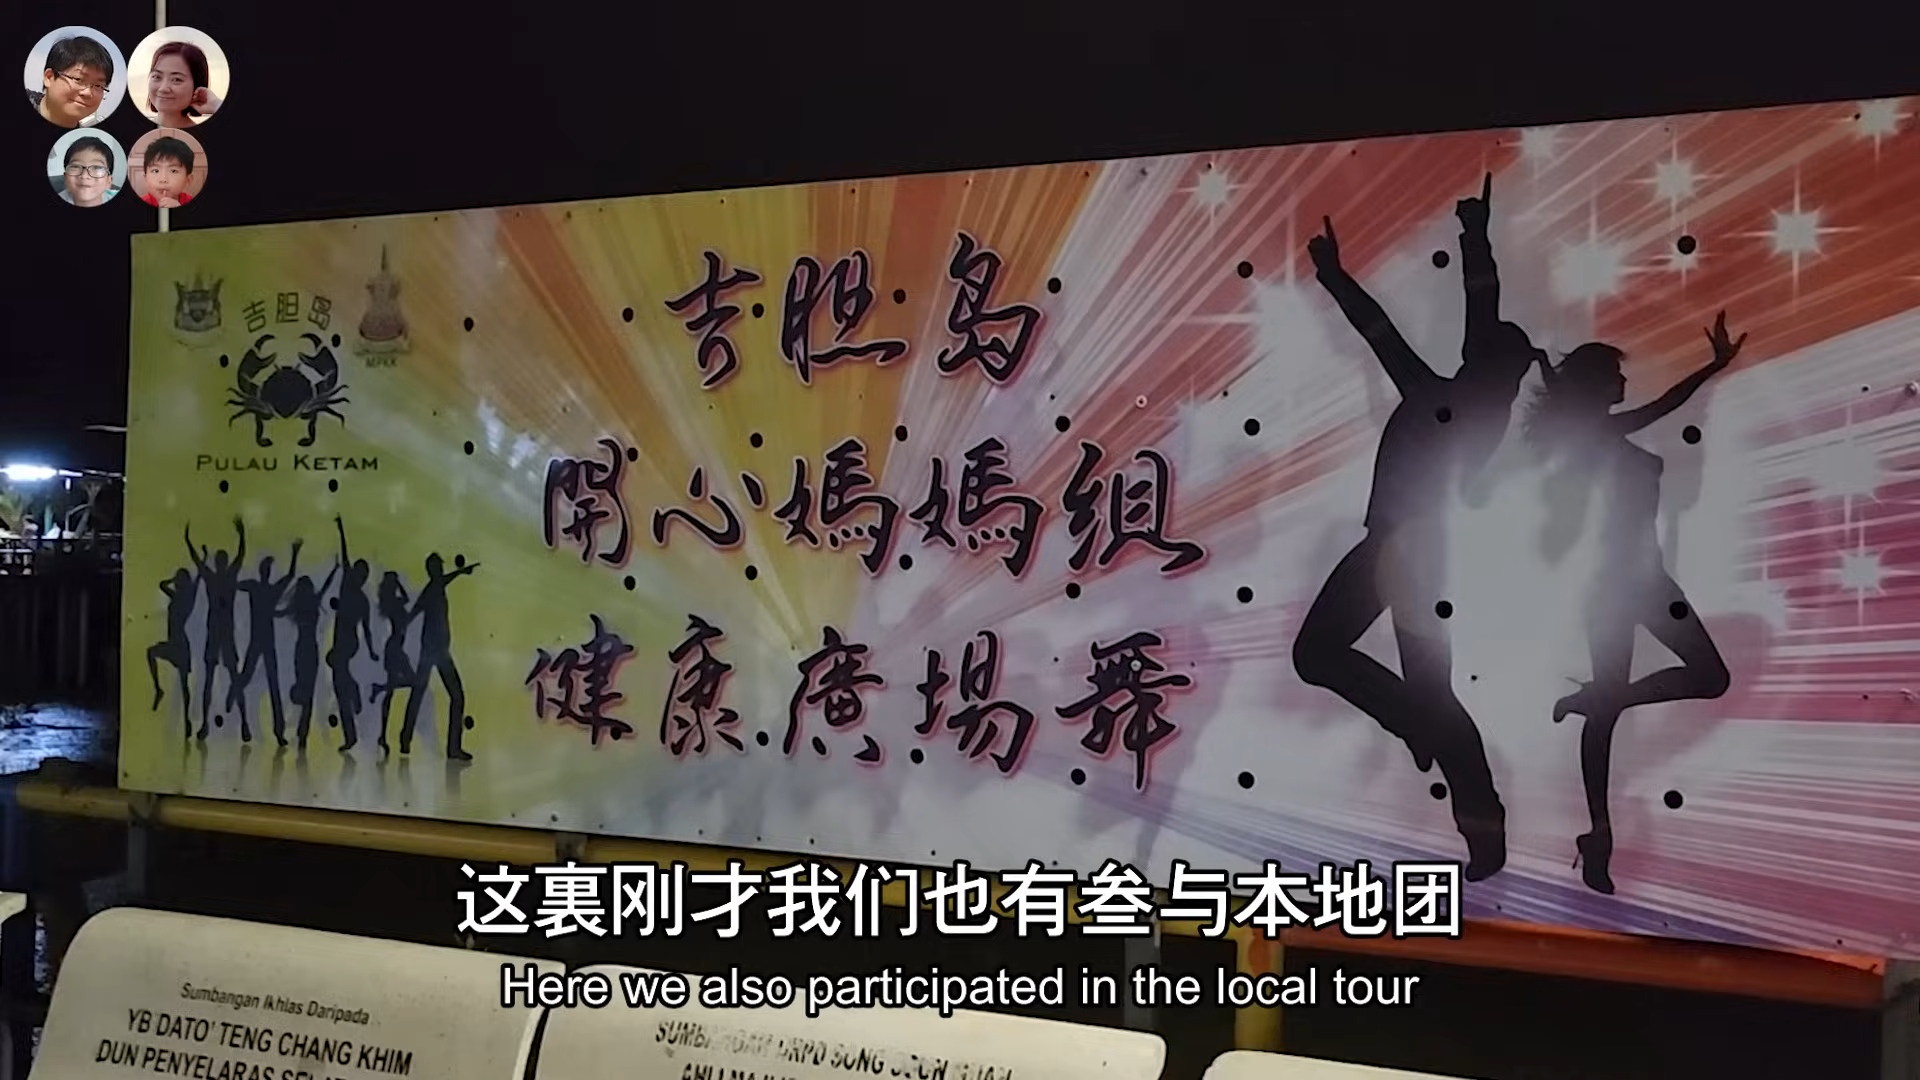 吉胆岛
MPKK
PULAU KETAM
吉胆岛
開心媽媽組
健康廣場舞
这裏刚才我们也有叁与本地团
Here we also participated in the local tour
Sumbangan Ikhlas Daripada
YB DATO' TENG CHANG KHIM
DUN PENYELARAS